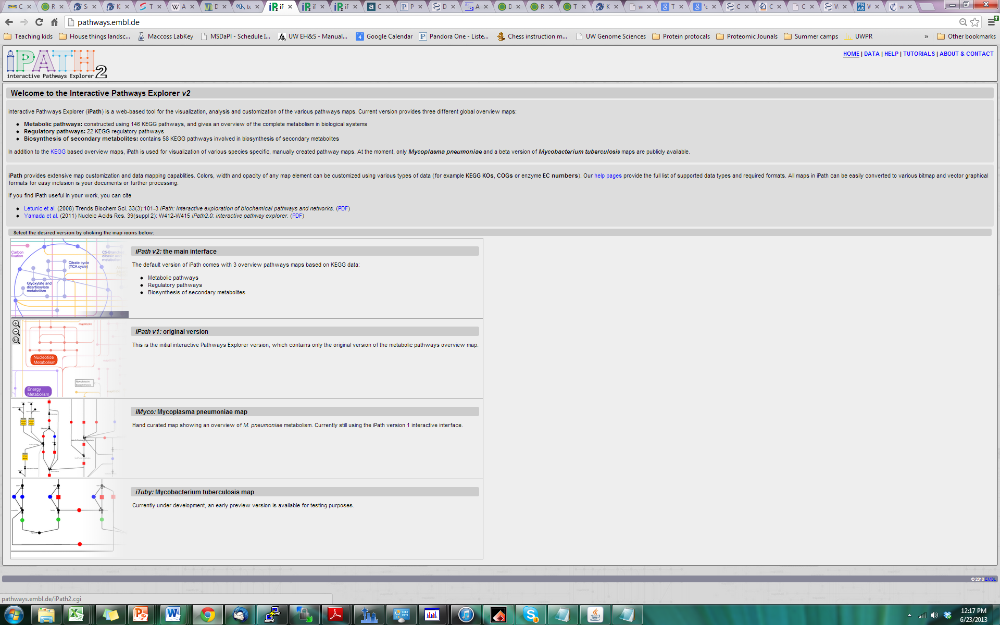 pathways.embl.de
Teaching kids
House things landsc...
Maccoss LabKey
MSDaPI - Schedule I...
UW EH&S - Manual...
Google Calendar
Pandora One - Liste...
Chess instruction m...
UW Genome Sciences
Protein protocals
Proteomic Jounals
Summer camps
UWPR
»
Other bookmarks
iPATH2
interactive Pathways Explorer
HOME | DATA | HELP | TUTORIALS | ABOUT & CONTACT
Welcome to the Interactive Pathways Explorer v2
interactive Pathways Explorer (iPath) is a web-based tool for the visualization, analysis and customization of the various pathways maps. Current version provides three different global overview maps:
Metabolic pathways: constructed using 146 KEGG pathways, and gives an overview of the complete metabolism in biological systems
Regulatory pathways: 22 KEGG regulatory pathways
Biosynthesis of secondary metabolites: contains 58 KEGG pathways involved in biosynthesis of secondary metabolites
In addition to the KEGG based overview maps, iPath is used for visualization of various species specific, manually created pathway maps. At the moment, only Mycoplasma pneumoniae and a beta version of Mycobacterium tuberculosis maps are publicly available.
iPath provides extensive map customization and data mapping capablities. Colors, width and opacity of any map element can be customized using various types of data (for example KEGG KOs, COGs or enzyme EC numbers). Our help pages provide the full list of supported data types and required formats. All maps in iPath can be easily converted to various bitmap and vector graphical
formats for easy inclusion is your documents or further processing.
If you find iPath useful in your work, you can cite
Letunic et al. (2008) Trends Biochem Sci. 33(3):101-3 iPath: interactive exploration of biochemical pathways and networks. (PDF)
Yamada et al. (2011) Nucleic Acids Res. 39(suppl 2): W412-W415 iPath2.0: interactive pathway explorer. (PDF)
Select the desired version by clicking the map icons below:
Carbon
fixation
Citrate cycle
(TCA cycle)
C5-Branche
dibasic acid
metabolism
Glyoxylate and
dicarboxylate
metabolism
iPath v2: the main interface
The default version of iPath comes with 3 overview pathways maps based on KEGG data:
Metabolic pathways
Regulatory pathways
Biosynthesis of secondary metabolites
map00240
Nucleotide
Metabolism
Novobiocin
biosynthesis
Energy
Metabolism
iPath v1: original version
This is the initial interactive Pathways Explorer version, which contains only the original version of the metabolic pathways overview map.
iMyco: Mycoplasma pneumoniae map
Hand curated map showing an overview of M. pneumoniae metabolism. Currently still using the iPath version 1 interactive interface.
iTuby: Mycobacterium tuberculosis map
Currently under development, an early preview version is available for testing purposes.
© 2010 EMBL
pathways.embl.de/iPath2.cgi
12:17 PM
6/23/2013